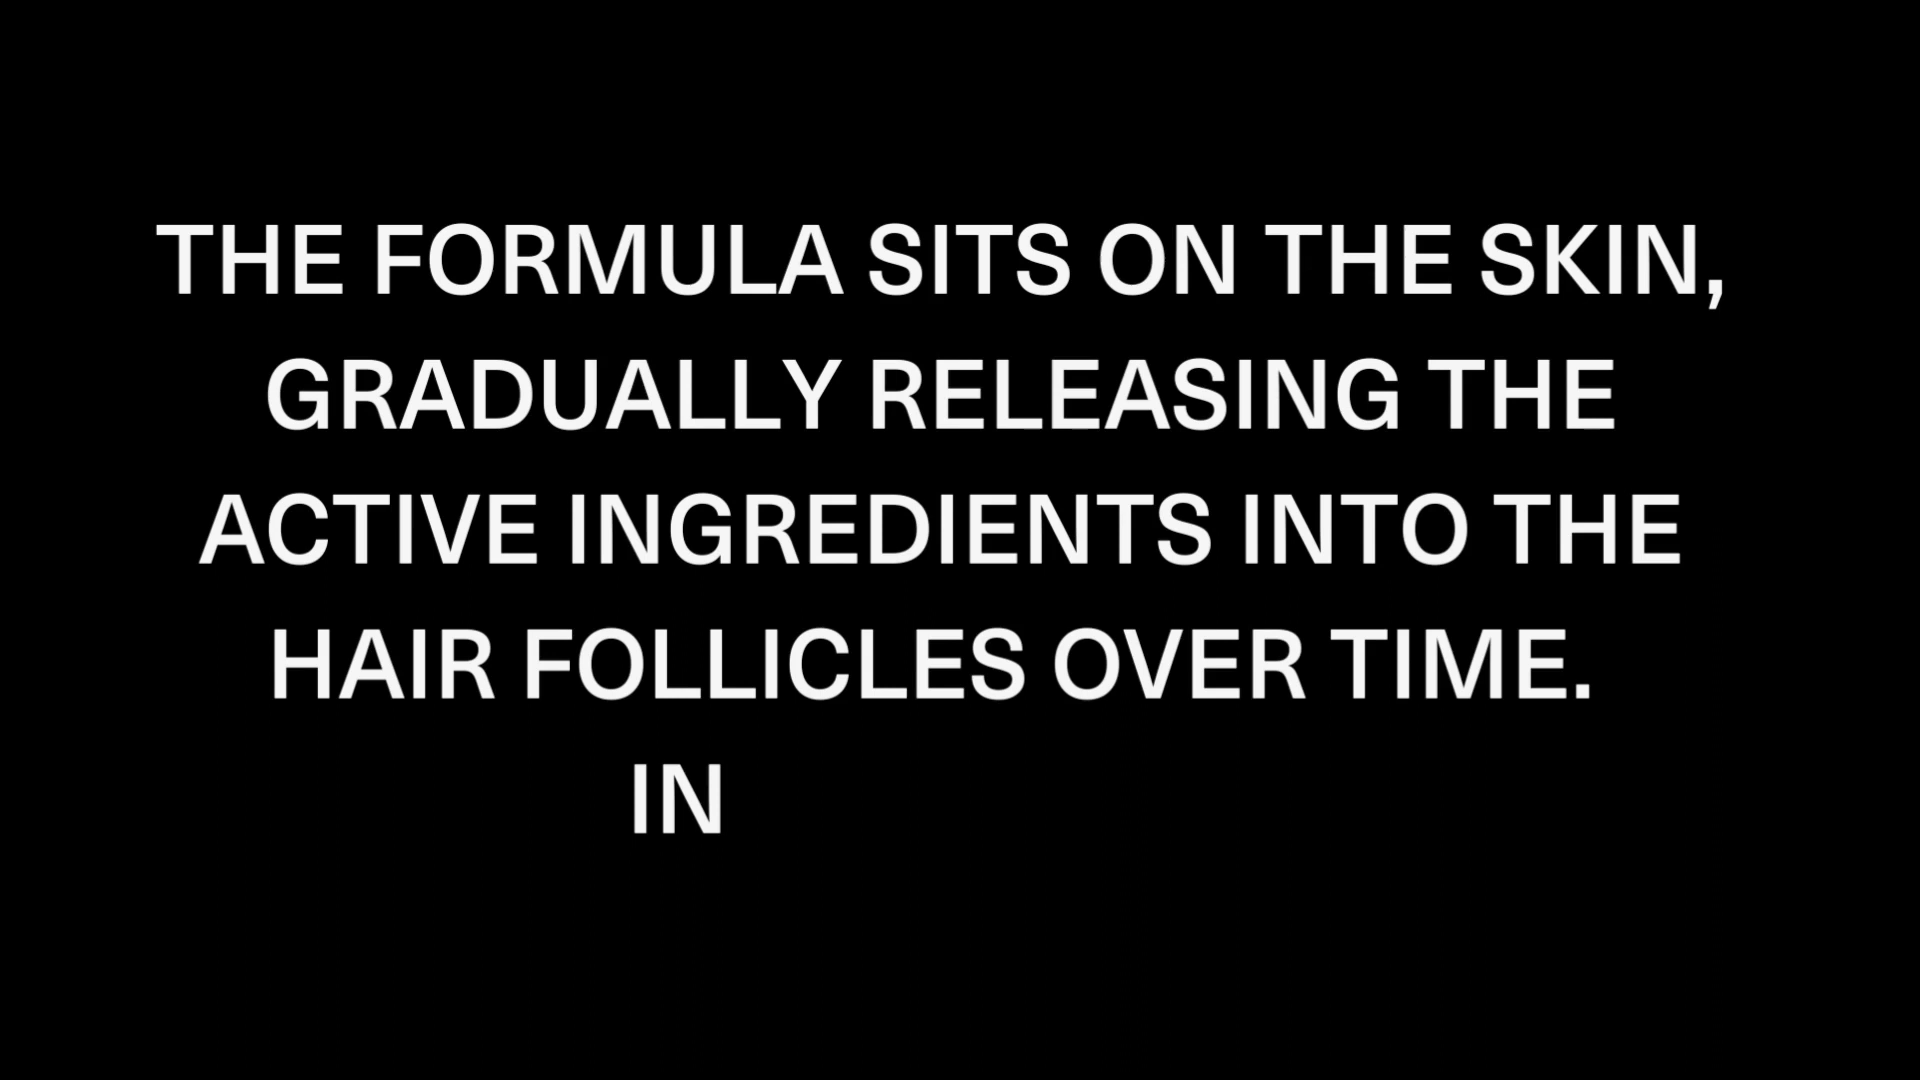 THE FORMULA SITS ON THE SKIN,
GRADUALLY RELEASING THE
ACTIVE INGREDIENTS INTO THE
HAIR FOLLICLES OVER TIME.
IN